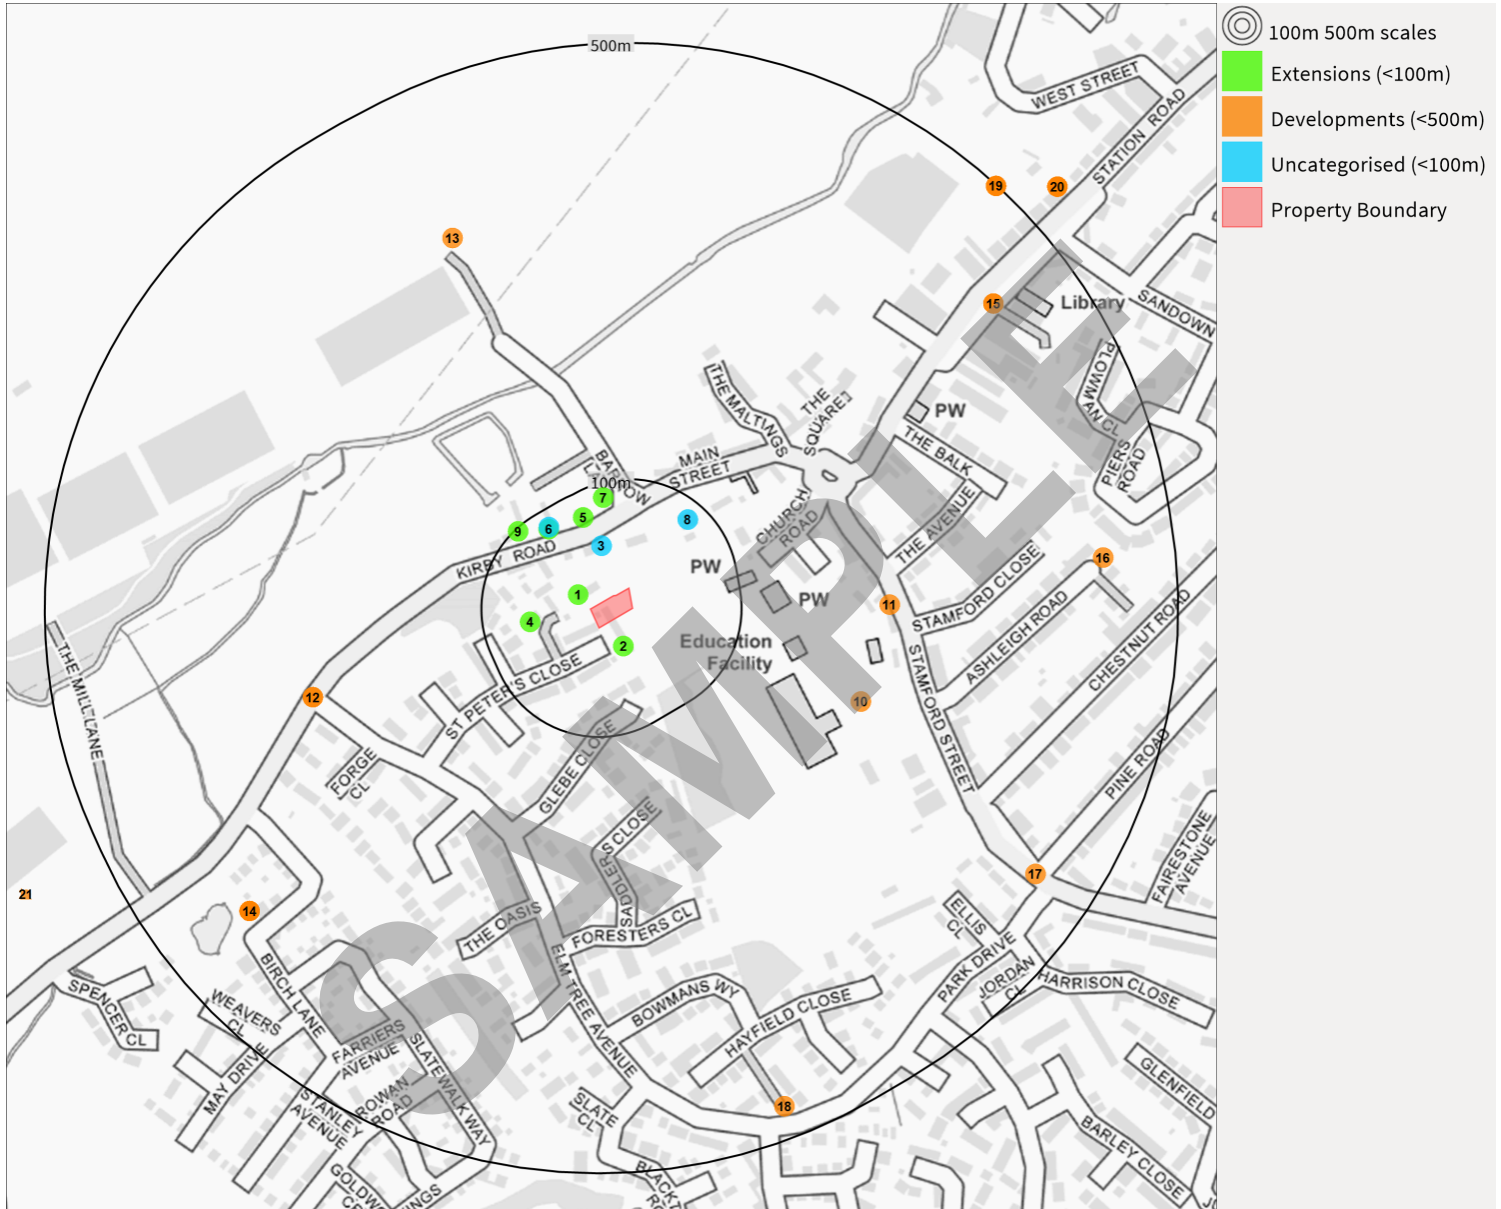 500m
100m 500m scales
Extensions (<100m)
Developments (<500m)
Uncategorised (<100m)
Property Boundary
WEST STREET
STATION ROAD
19
20
13
15
Library
SANDOWN
PLOWMAN CL
PIERS
ROAD
THE MALTINGS
THE
SQUARE
PW
THE BALK
MAIN
STREET
100m
7
9
6
5
8
3
KIRBY ROAD
CHURCH
ROAD
THE AVENUE
STAMFORD CLOSE
16
PW
1
PW
11
4
2
Education
Facility
ASHLEIGH ROAD
CHESTNUT ROAD
STAMFORD STREET
THE MILL LANE
12
ST PETER'S CLOSE
10
PINE ROAD
FORGE
CL
GLEBE CLOSE
SADDLER'S CLOSE
FAIRESTONE
AVENUE
17
21
14
THE OASIS
FORESTERS CL
ELLIS
CL
ELM TREE AVENUE
PARK DRIVE
JORDAN
CL
HARRISON CLOSE
BIRCH LANE
SPENCER
CL
WEAVERS
CL
BOWMANS WY
HAYFIELD CLOSE
FARRIERS
AVENUE
SLATEWALK WAY
MAY DRIVE
STANLEY
AVENUE
ROWAN
ROAD
SLATE
CL
18
GLENFIELD
BARLEY CLOSE
SAMPLE